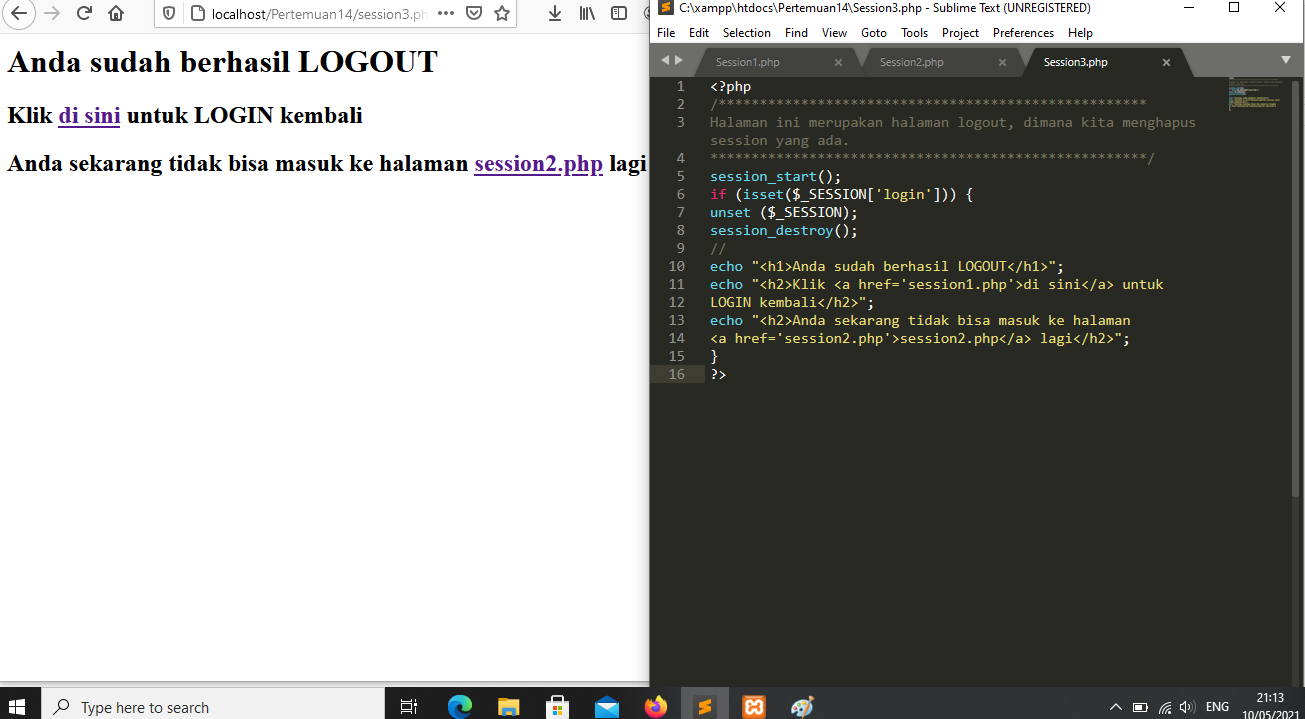 localhost/Pertemuan14/session3.ph
Anda sudah berhasil LOGOUT
Klik di sini untuk LOGIN kembali
Anda sekarang tidak bisa masuk ke halaman session2.php lagi
C:\xampp\htdocs\Pertemuan14\Session3.php - Sublime Text (UNREGISTERED)
File Edit Selection Find View Goto Tools Project Preferences Help
Session1.php Session2.php Session3.php
1 <?php
2 /****************************************************
3 Halaman ini merupakan halaman logout, dimana kita menghapus
session yang ada.
4 *****************************************************/
5 session_start();
6 if (isset($_SESSION['login'])) {
7 unset ($_SESSION);
8 session_destroy();
9 //
10 echo "<h1>Anda sudah berhasil LOGOUT</h1>";
11 echo "<h2>Klik <a href='session1.php'>di sini</a> untuk
12 LOGIN kembali</h2>";
13 echo "<h2>Anda sekarang tidak bisa masuk ke halaman
14 <a href='session2.php'>session2.php</a> lagi</h2>";
15 }
16 ?>
Type here to search
ENG
21:13
10/05/2021